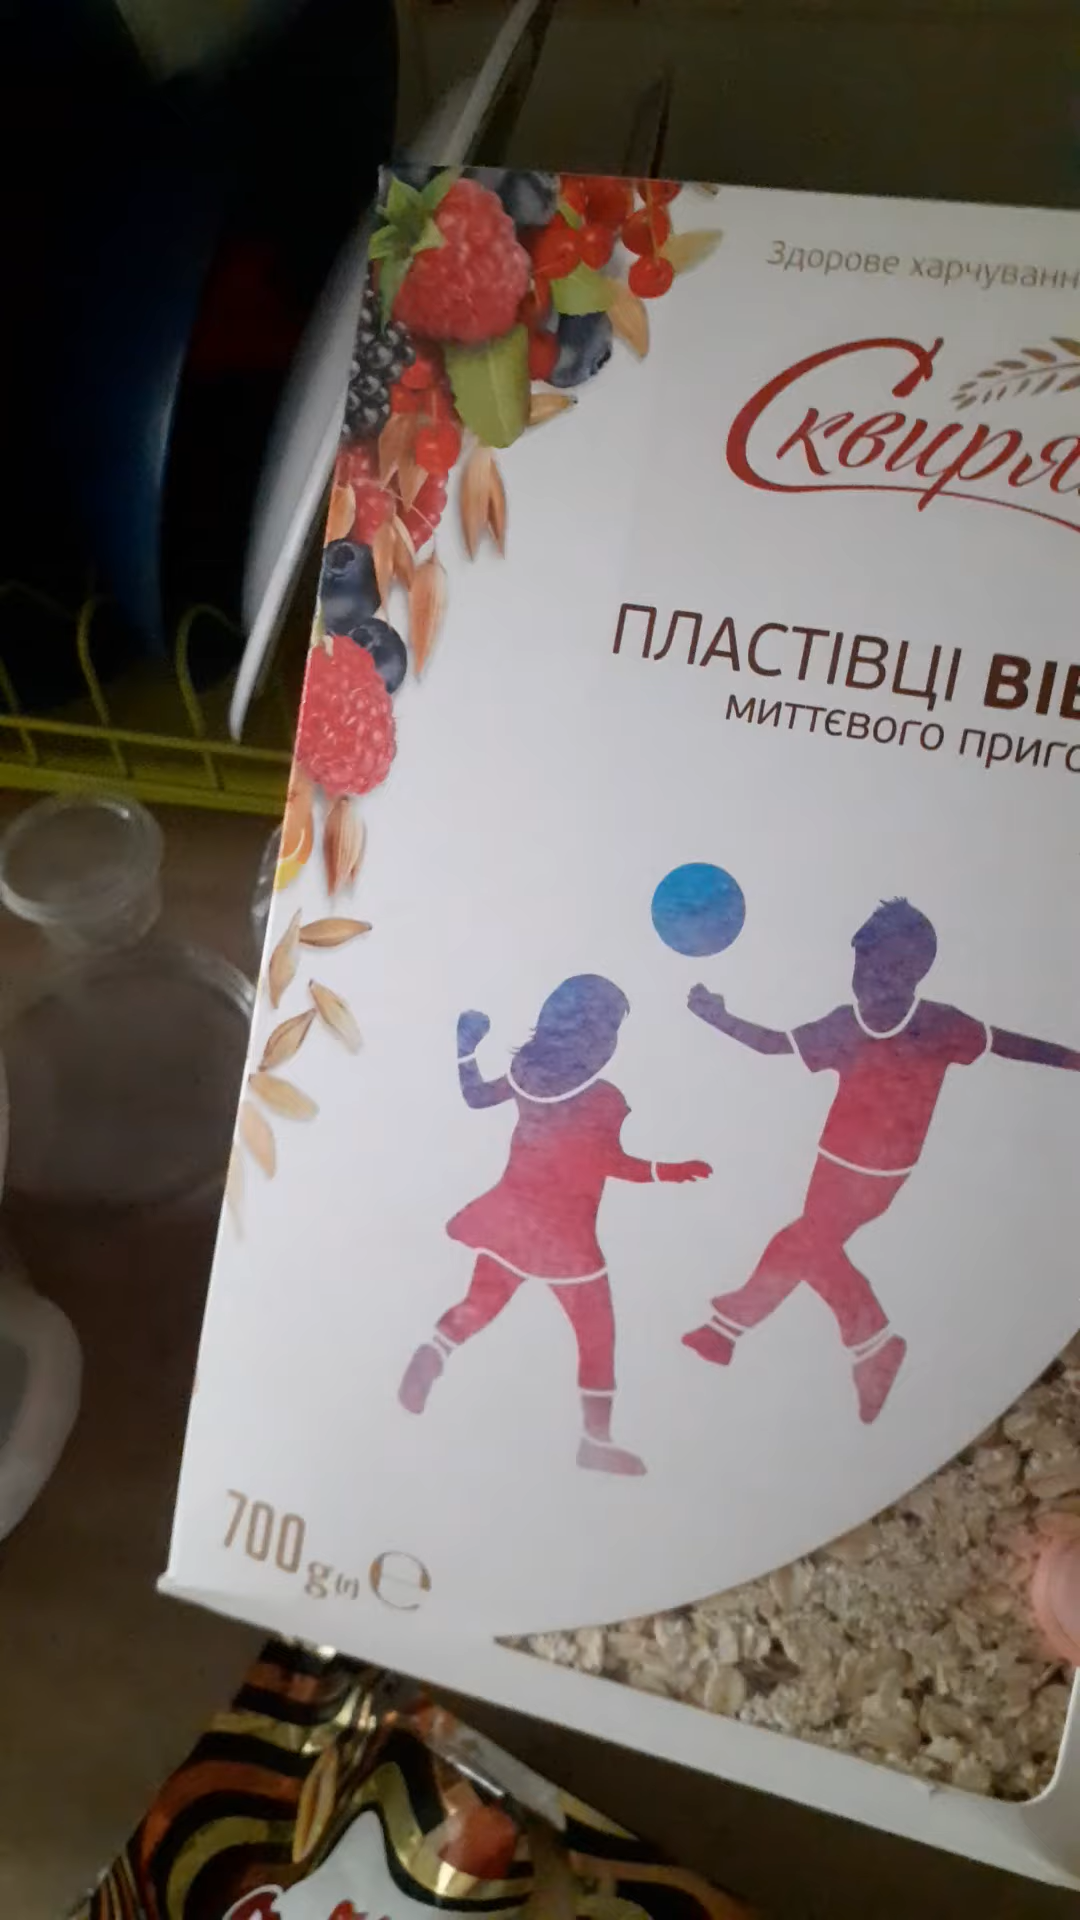 Здорове харчуванн
Сквиря
ПЛАСТІВЦІ ВІВ
миттєвого приго
700 g(г) e